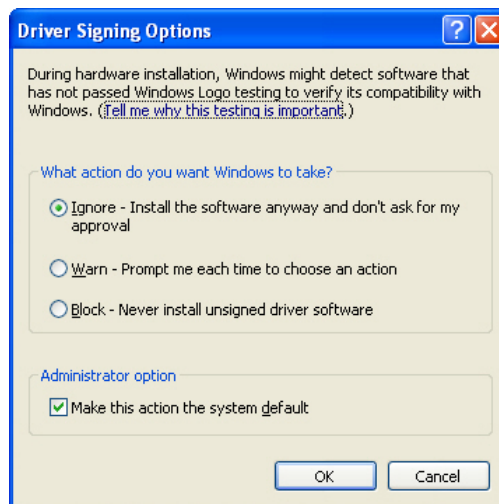 Driver Signing Options
During hardware installation, Windows might detect software that
has not passed Windows Logo testing to verify its compatibility with
Windows. (Tell me why this testing is important.)
What action do you want Windows to take?
Ignore - Install the software anyway and don't ask for my
approval
Warn - Prompt me each time to choose an action
Block - Never install unsigned driver software
Administrator option
Make this action the system default
OK Cancel